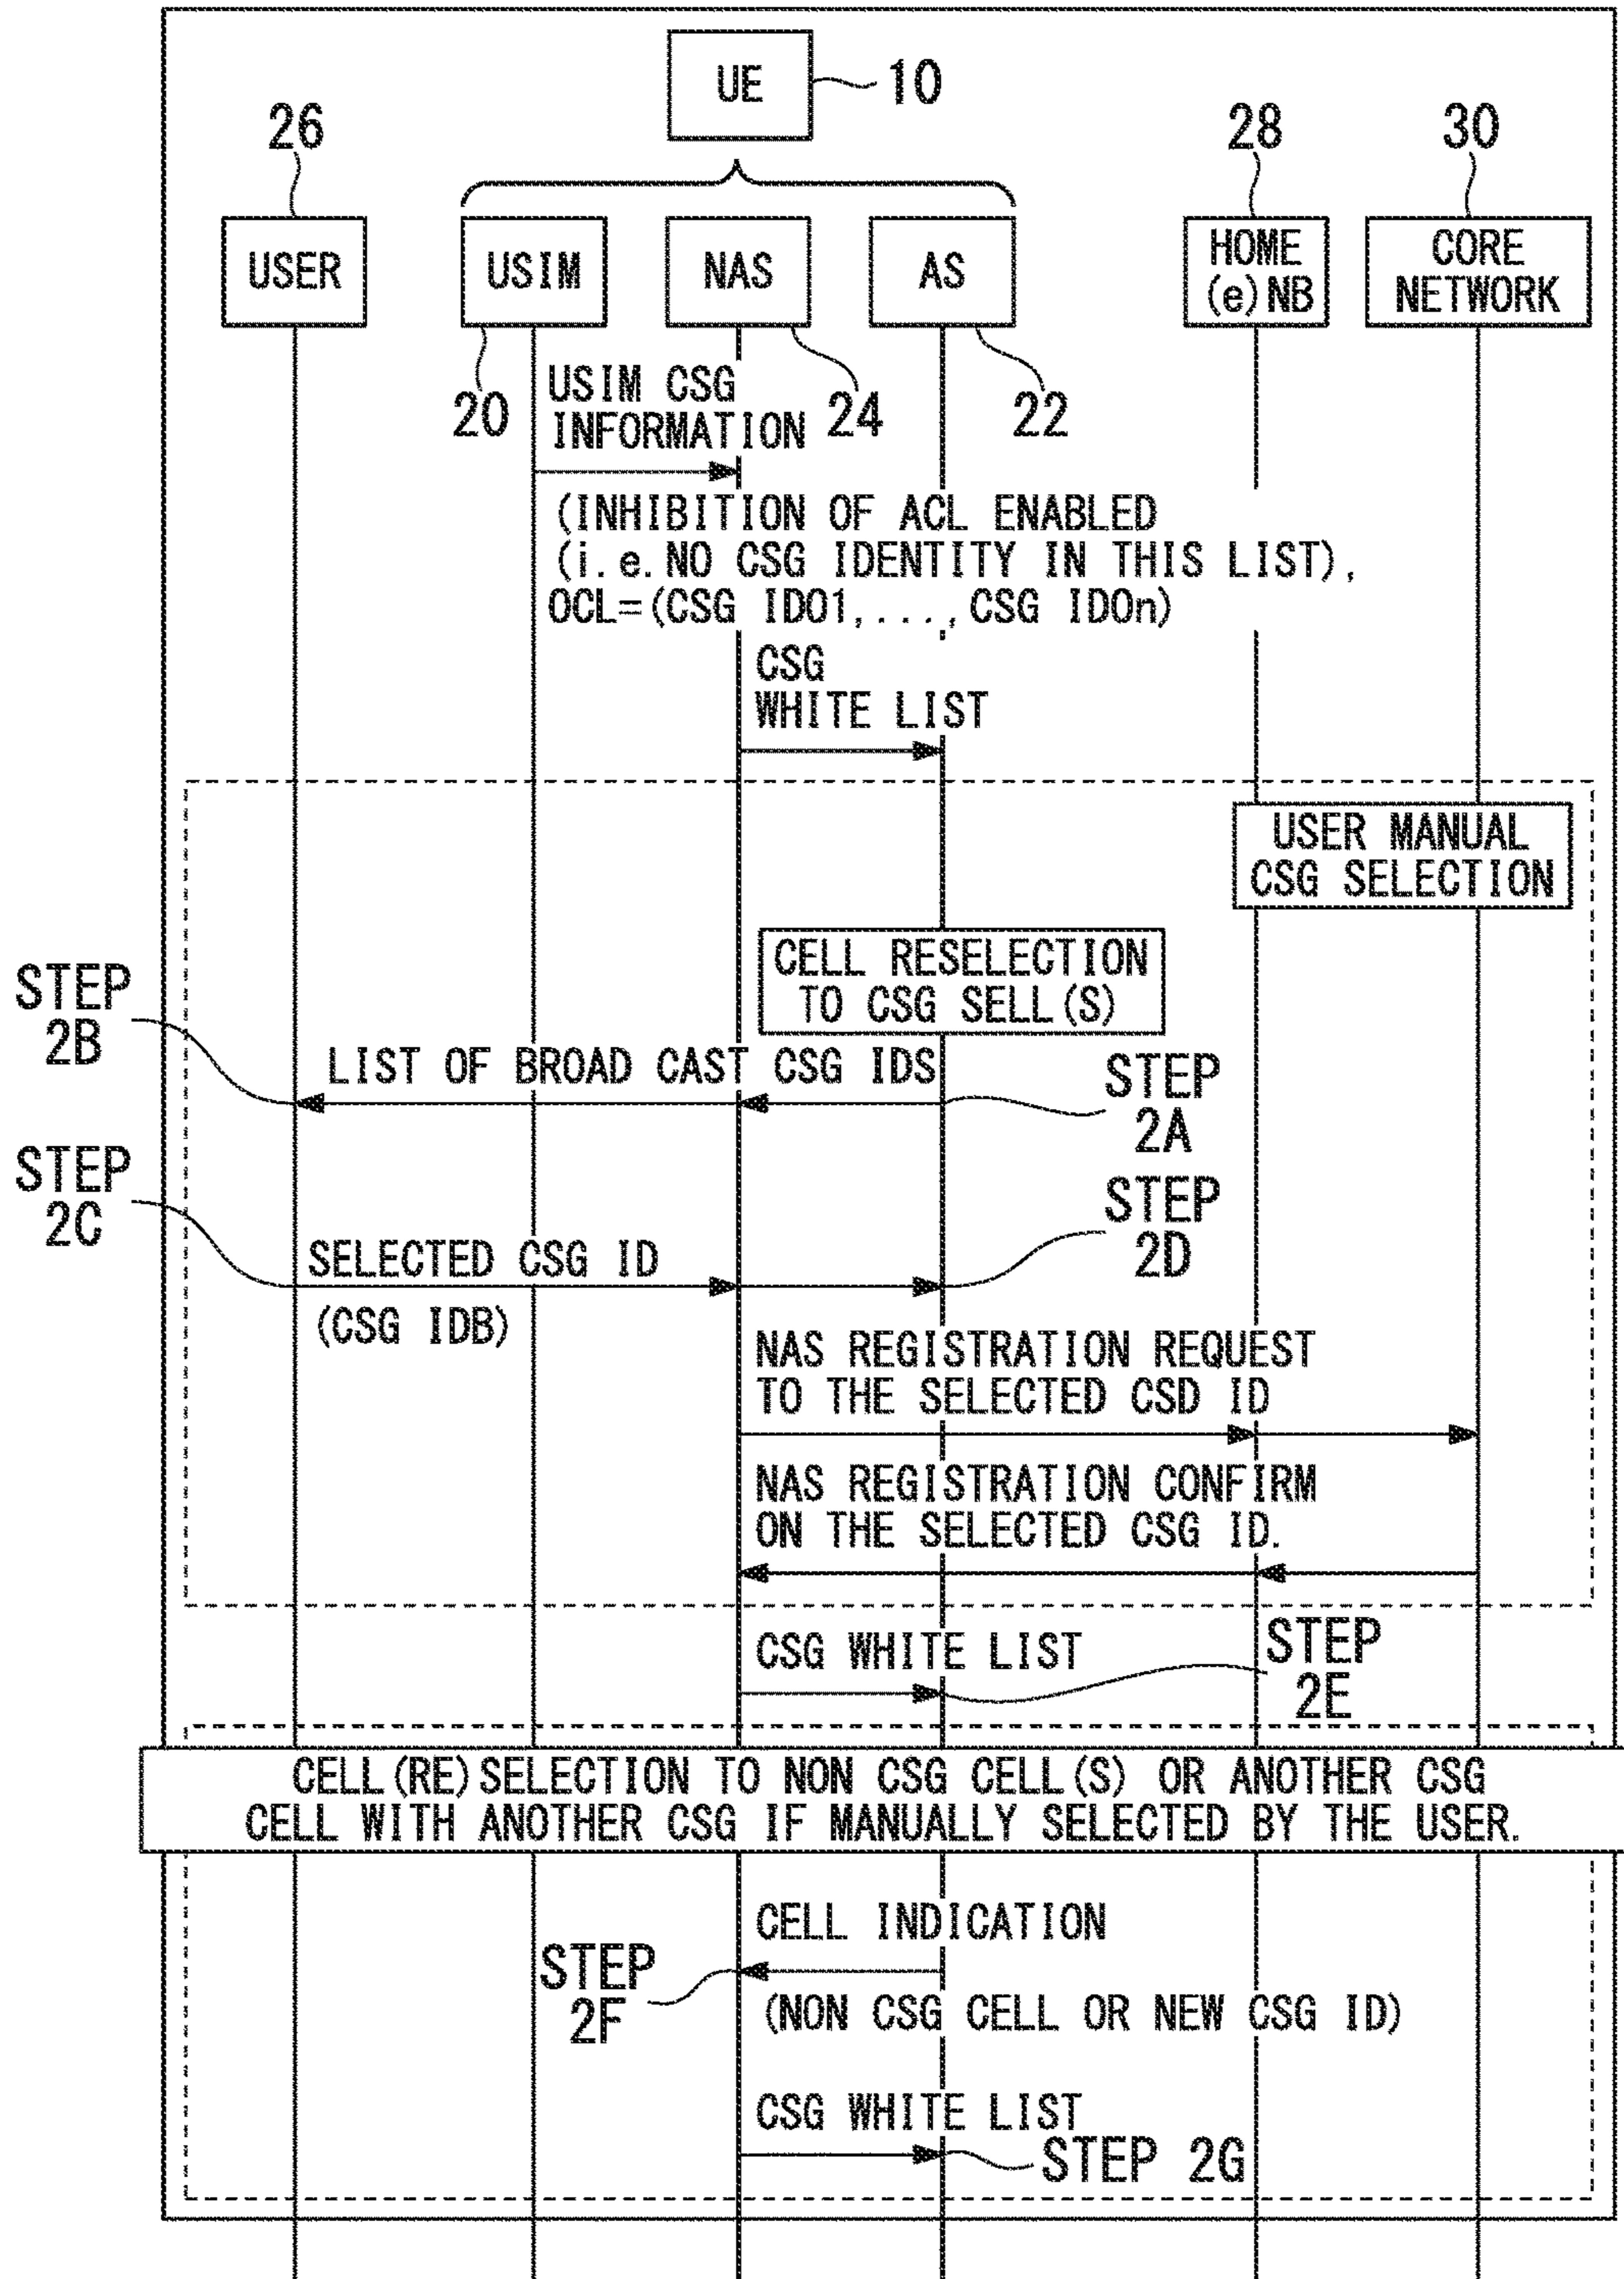 UE
10
26
28
30
USER
USIM
NAS
AS
HOME
(e)NB
CORE
NETWORK
20
24
22
USIM CSG
INFORMATION
(INHIBITION OF ACL ENABLED
(i.e.NO CSG IDENTITY IN THIS LIST),
OCL=(CSG ID01,...,CSG ID0n)
CSG
WHITE LIST
USER MANUAL
CSG SELECTION
CELL RESELECTION
TO CSG SELL(S)
STEP
2B
LIST OF BROAD CAST CSG IDS
STEP
2A
STEP
2C
STEP
2D
SELECTED CSG ID
(CSG IDB)
NAS REGISTRATION REQUEST
TO THE SELECTED CSD ID
NAS REGISTRATION CONFIRM
ON THE SELECTED CSG ID.
CSG WHITE LIST
STEP
2E
CELL(RE)SELECTION TO NON CSG CELL(S) OR ANOTHER CSG
CELL WITH ANOTHER CSG IF MANUALLY SELECTED BY THE USER.
CELL INDICATION
STEP
2F
(NON CSG CELL OR NEW CSG ID)
CSG WHITE LIST
STEP 2G